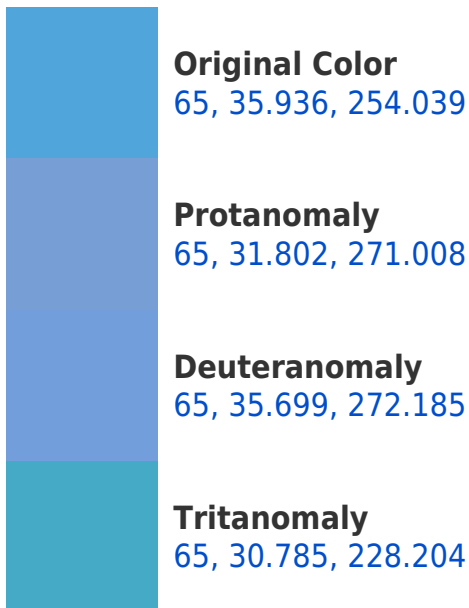 Original Color
65, 35.936, 254.039
Protanomaly
65, 31.802, 271.008
Deuteranomaly
65, 35.699, 272.185
Tritanomaly
65, 30.785, 228.204